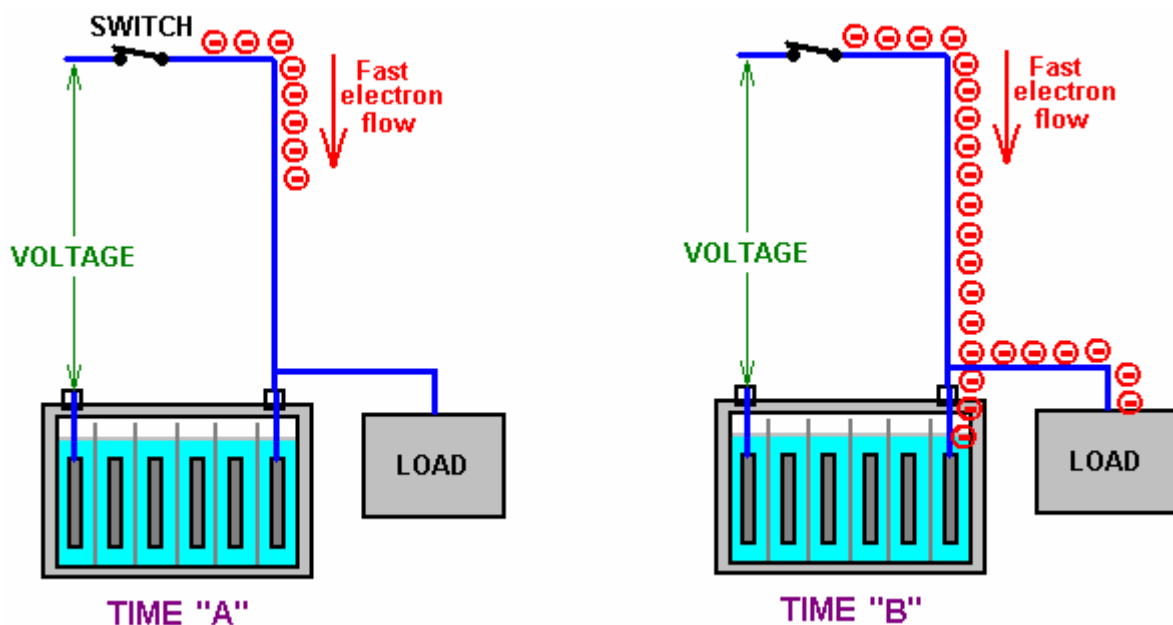 SWITCH
Fast
electron
flow
VOLTAGE
LOAD
TIME "A"
Fast
electron
flow
VOLTAGE
LOAD
TIME "B"